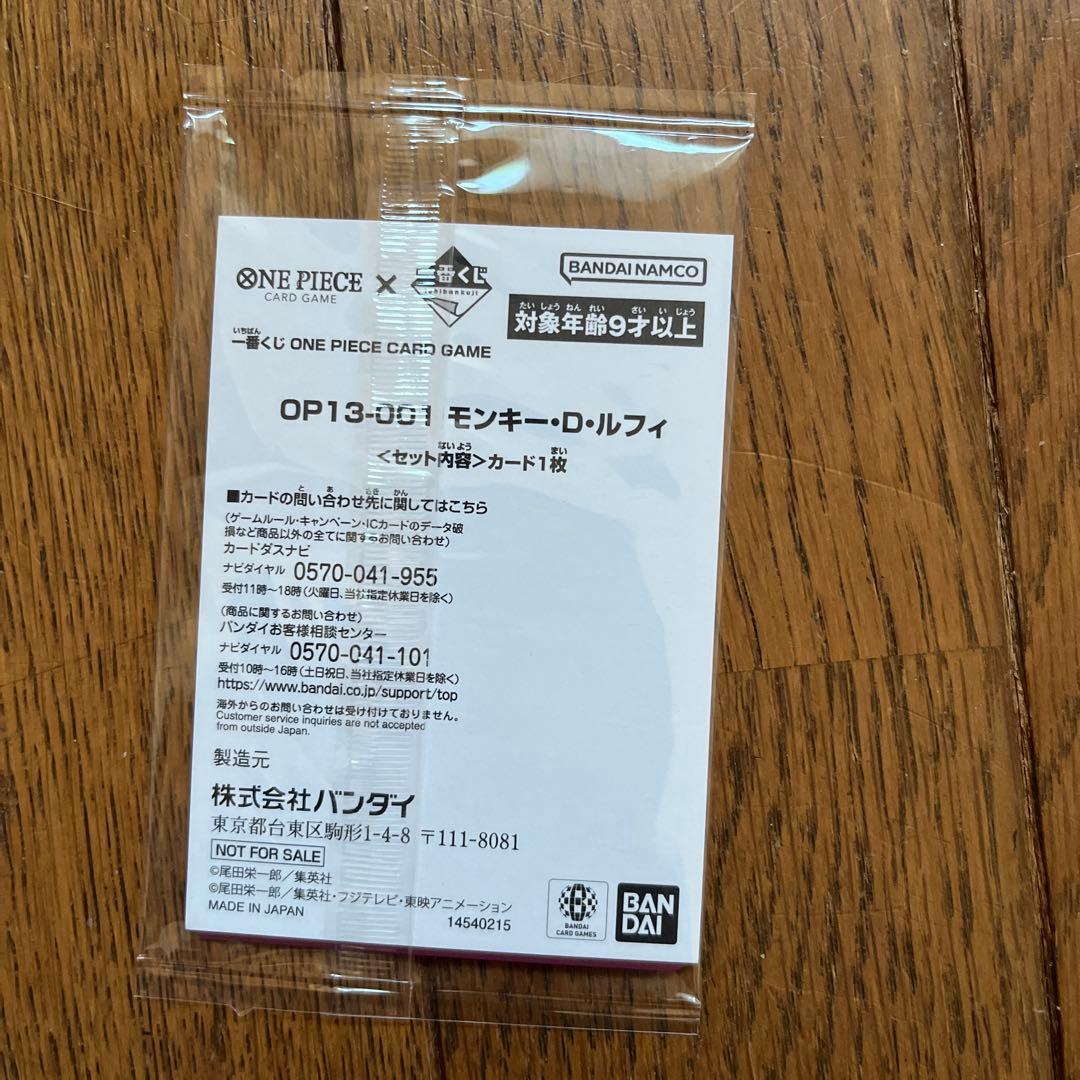 ONE PIECE
CARD GAME
×
一番くじ
ichibankuji
BANDAI NAMCO
たい しょう ねん れい ざい い じょう
対象年齢9才以上
いちばん
一番くじ ONE PIECE CARD GAME
OP13-001 モンキー・D・ルフィ
ないよう まい
<セット内容>カード1枚
と あ さき かん
■カードの問い合わせ先に関してはこちら
(ゲームルール・キャンペーン・ICカードのデータ破
損など商品以外の全てに関するお問い合わせ)
カードダスナビ
ナビダイヤル 0570-041-955
受付11時～18時(火曜日、当社指定休業日を除く)
(商品に関するお問い合わせ)
バンダイお客様相談センター
ナビダイヤル 0570-041-101
受付10時～16時(土日祝日、当社指定休業日を除く)
https://www.bandai.co.jp/support/top
海外からのお問い合わせは受け付けておりません。
Customer service inquiries are not accepted
from outside Japan.
製造元
株式会社バンダイ
東京都台東区駒形1-4-8 〒111-8081
NOT FOR SALE
©尾田栄一郎／集英社
©尾田栄一郎／集英社・フジテレビ・東映アニメーション
MADE IN JAPAN
14540215
B
BANDAI
CARD GAMES
BAN
DAI